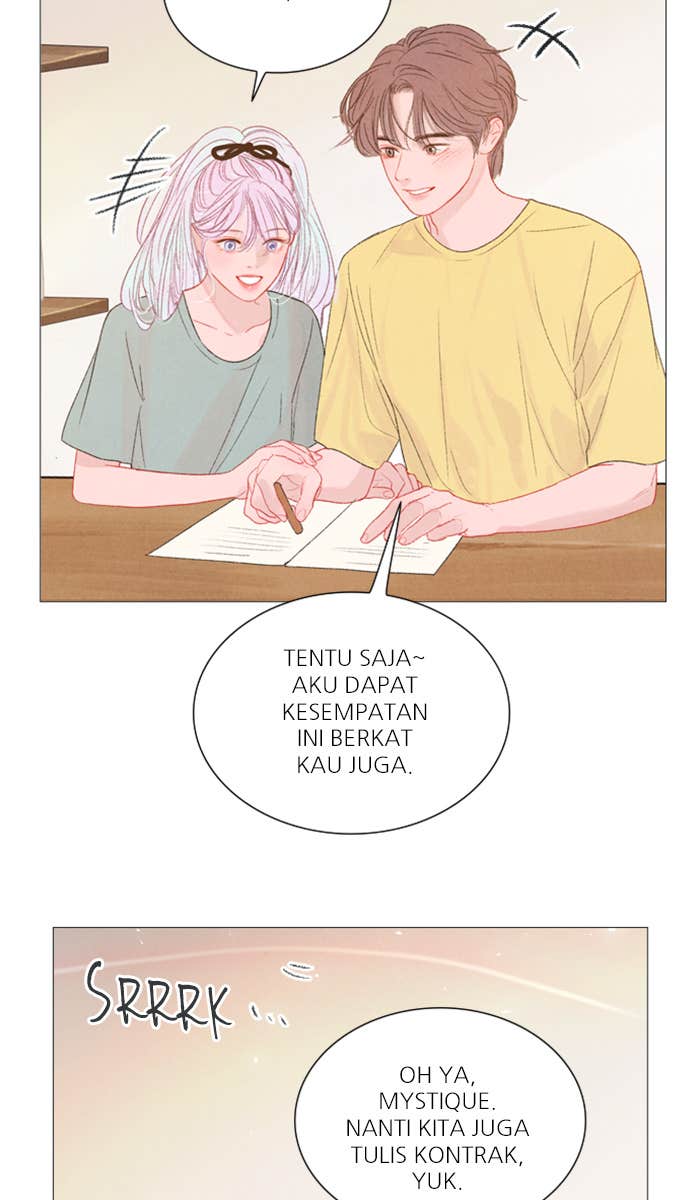 TENTU SAJA~
AKU DAPAT
KESEMPATAN
INI BERKAT
KAU JUGA.
SRRRK...
OH YA,
MYSTIQUE.
NANTI KITA JUGA
TULIS KONTRAK,
YUK.